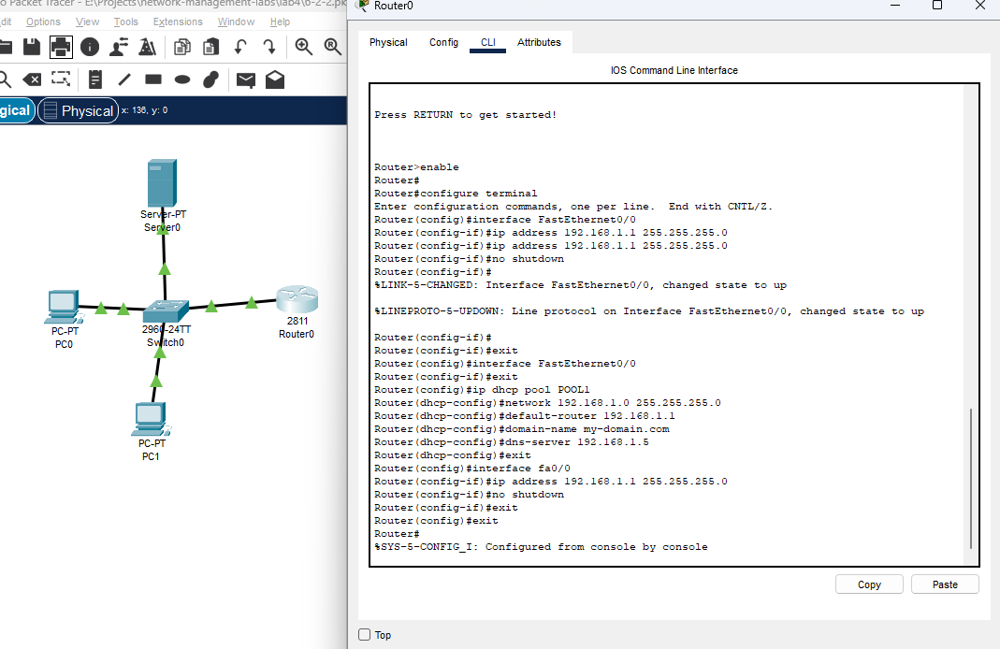 o Packet Tracer - E:\Projects\network-management-labs\lab4\6-2-2.pk
dit Options View Tools Extensions Window Help
gical
Physical
x: 136, y: 0
Server-PT
Server0
PC-PT
PC0
2960-24TT
Switch0
2811
Router0
PC-PT
PC1
Router0
Physical Config CLI Attributes
IOS Command Line Interface
Press RETURN to get started!
Router>enable
Router#
Router#configure terminal
Enter configuration commands, one per line. End with CNTL/Z.
Router(config)#interface FastEthernet0/0
Router(config-if)#ip address 192.168.1.1 255.255.255.0
Router(config-if)#ip address 192.168.1.1 255.255.255.0
Router(config-if)#no shutdown
Router(config-if)#
%LINK-5-CHANGED: Interface FastEthernet0/0, changed state to up
%LINEPROTO-5-UPDOWN: Line protocol on Interface FastEthernet0/0, changed state to up
Router(config-if)#
Router(config-if)#exit
Router(config)#interface FastEthernet0/0
Router(config-if)#exit
Router(config)#ip dhcp pool POOL1
Router(dhcp-config)#network 192.168.1.0 255.255.255.0
Router(dhcp-config)#default-router 192.168.1.1
Router(dhcp-config)#domain-name my-domain.com
Router(dhcp-config)#dns-server 192.168.1.5
Router(dhcp-config)#exit
Router(config)#interface fa0/0
Router(config-if)#ip address 192.168.1.1 255.255.255.0
Router(config-if)#no shutdown
Router(config-if)#exit
Router(config)#exit
Router#
%SYS-5-CONFIG_I: Configured from console by console
Copy Paste
Top